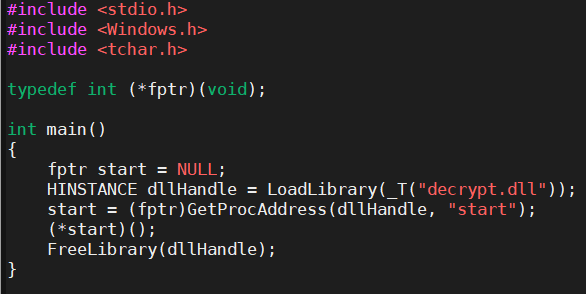 #include <stdio.h>
#include <Windows.h>
#include <tchar.h>
typedef int (*fptr)(void);
int main()
{
    fptr start = NULL;
    HINSTANCE dllHandle = LoadLibrary(_T("decrypt.dll"));
    start = (fptr)GetProcAddress(dllHandle, "start");
    (*start)();
    FreeLibrary(dllHandle);
}